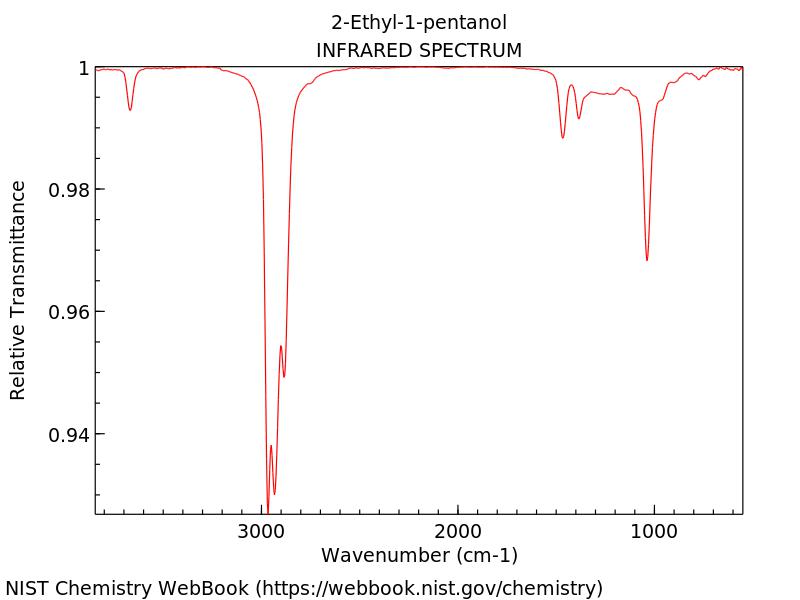 2-Ethyl-1-pentanol
INFRARED SPECTRUM
1
0.98
0.96
0.94
Relative Transmittance
3000 2000 1000
Wavenumber (cm-1)
NIST Chemistry WebBook (https://webbook.nist.gov/chemistry)